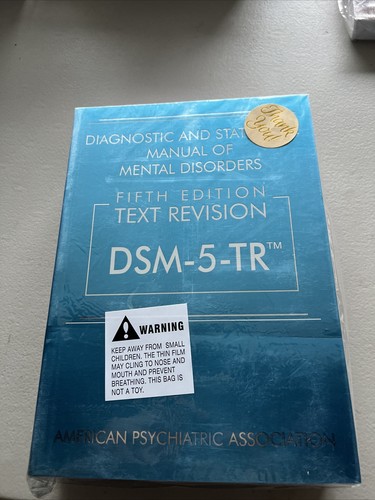 Thank
You!
DIAGNOSTIC AND STAT
MANUAL OF
MENTAL DISORDERS
FIFTH EDITION
TEXT REVISION
DSM-5-TR™
WARNING
KEEP AWAY FROM SMALL
CHILDREN. THE THIN FILM
MAY CLING TO NOSE AND
MOUTH AND PREVENT
BREATHING. THIS BAG IS
NOT A TOY.
AMERICAN PSYCHIATRIC ASSOCIATION